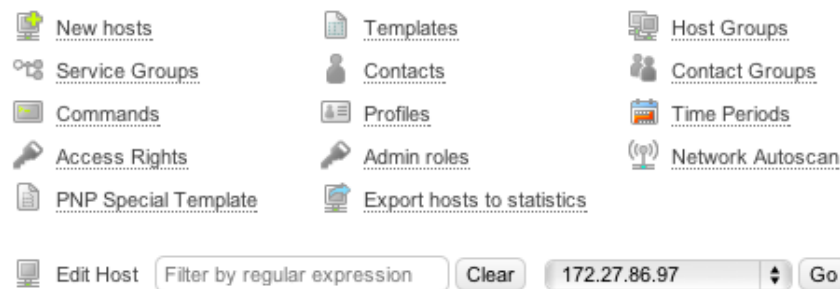 New hosts Templates Host Groups
Service Groups Contacts Contact Groups
Commands Profiles Time Periods
Access Rights Admin roles Network Autoscan
PNP Special Template Export hosts to statistics
Edit Host Filter by regular expression Clear 172.27.86.97 Go